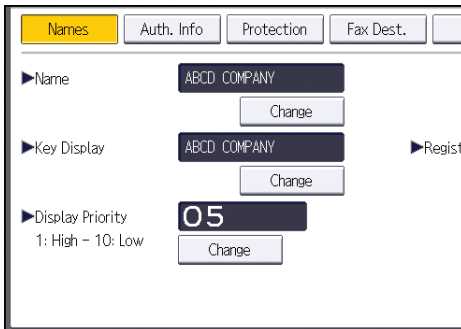 Names Auth. Info Protection Fax Dest.
▶Name ABCD COMPANY
Change
▶Key Display ABCD COMPANY ▶Regist
Change
▶Display Priority 05
1: High - 10: Low Change